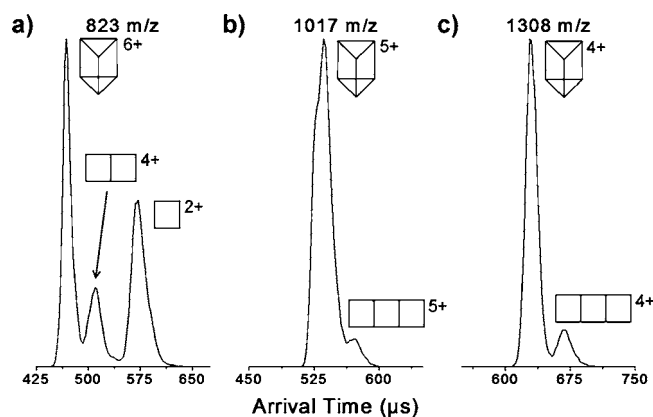 a) 823 m/z
b) 1017 m/z
c) 1308 m/z
6+
4+
2+
5+
5+
4+
4+
425 500 575 650
450 525 600
600 675 750
Arrival Time (µs)